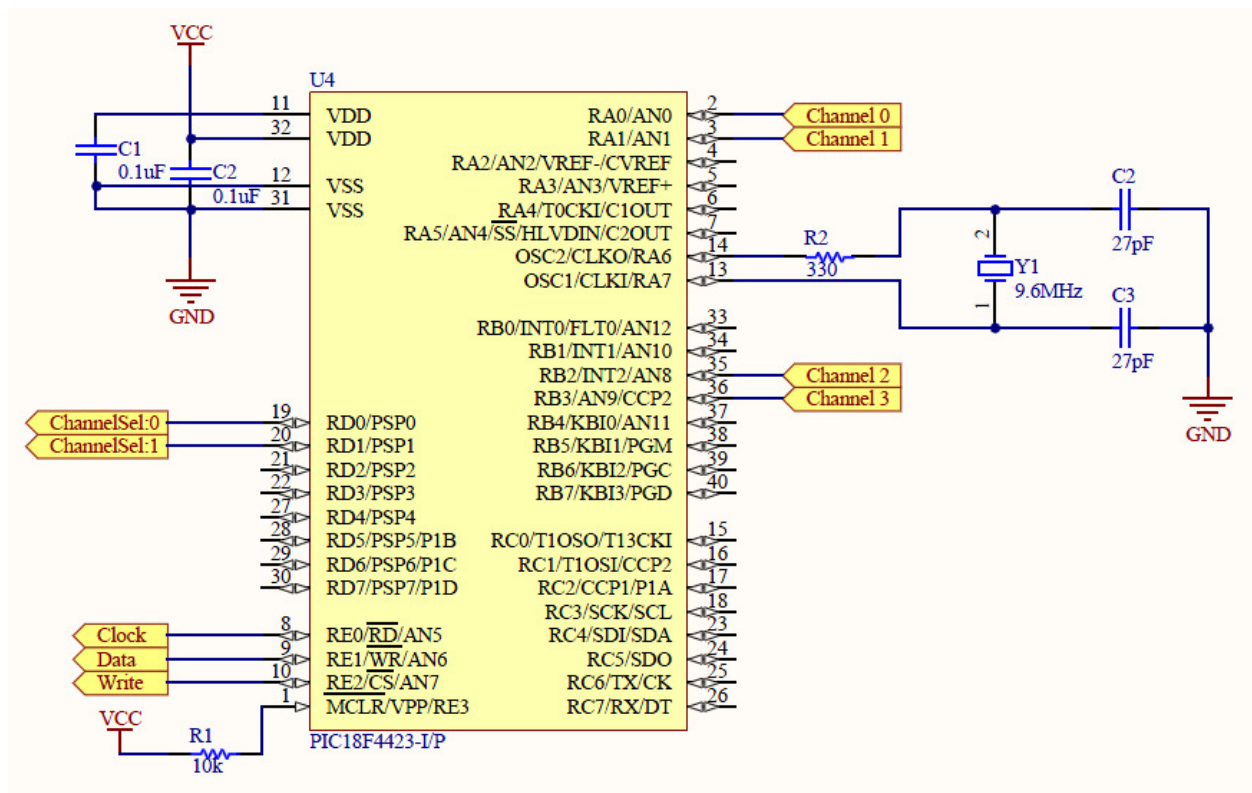 VCC
U4
11 VDD
32 VDD
C1
0.1uF
C2
0.1uF
12 VSS
31 VSS
GND
RA0/AN0 2 Channel 0
RA1/AN1 3 Channel 1
RA2/AN2/VREF-/CVREF 4
RA3/AN3/VREF+ 5
RA4/T0CKI/C1OUT 6
RA5/AN4/SS/HLVDIN/C2OUT 7
OSC2/CLKO/RA6 14
OSC1/CLKI/RA7 13
R2
330
2
Y1
9.6MHz
1
C2
27pF
C3
27pF
GND
RB0/INT0/FLT0/AN12 33
RB1/INT1/AN10 34
RB2/INT2/AN8 35 Channel 2
RB3/AN9/CCP2 36 Channel 3
RB4/KBI0/AN11 37
RB5/KBI1/PGM 38
RB6/KBI2/PGC 39
RB7/KBI3/PGD 40
ChannelSel:0 19 RD0/PSP0
ChannelSel:1 20 RD1/PSP1
21 RD2/PSP2
22 RD3/PSP3
27 RD4/PSP4
28 RD5/PSP5/P1B
29 RD6/PSP6/P1C
30 RD7/PSP7/P1D
RC0/T1OSO/T13CKI 15
RC1/T1OSI/CCP2 16
RC2/CCP1/P1A 17
RC3/SCK/SCL 18
RC4/SDI/SDA 23
RC5/SDO 24
RC6/TX/CK 25
RC7/RX/DT 26
Clock 8 RE0/RD/AN5
Data 9 RE1/WR/AN6
Write 10 RE2/CS/AN7
1 MCLR/VPP/RE3
VCC
R1
10k
PIC18F4423-I/P